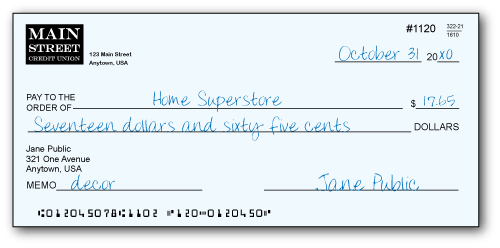 MAIN
STREET
CREDIT UNION
123 Main Street
Anytown, USA
#1120
322-21
1610
October 31 20x0
PAY TO THE
ORDER OF Home Superstore $ 17.65
Seventeen dollars and sixty five cents DOLLARS
Jane Public
321 One Avenue
Anytown, USA
MEMO decor Jane Public
⑆012045078⑆1102 ⑈120⑉0120450⑈